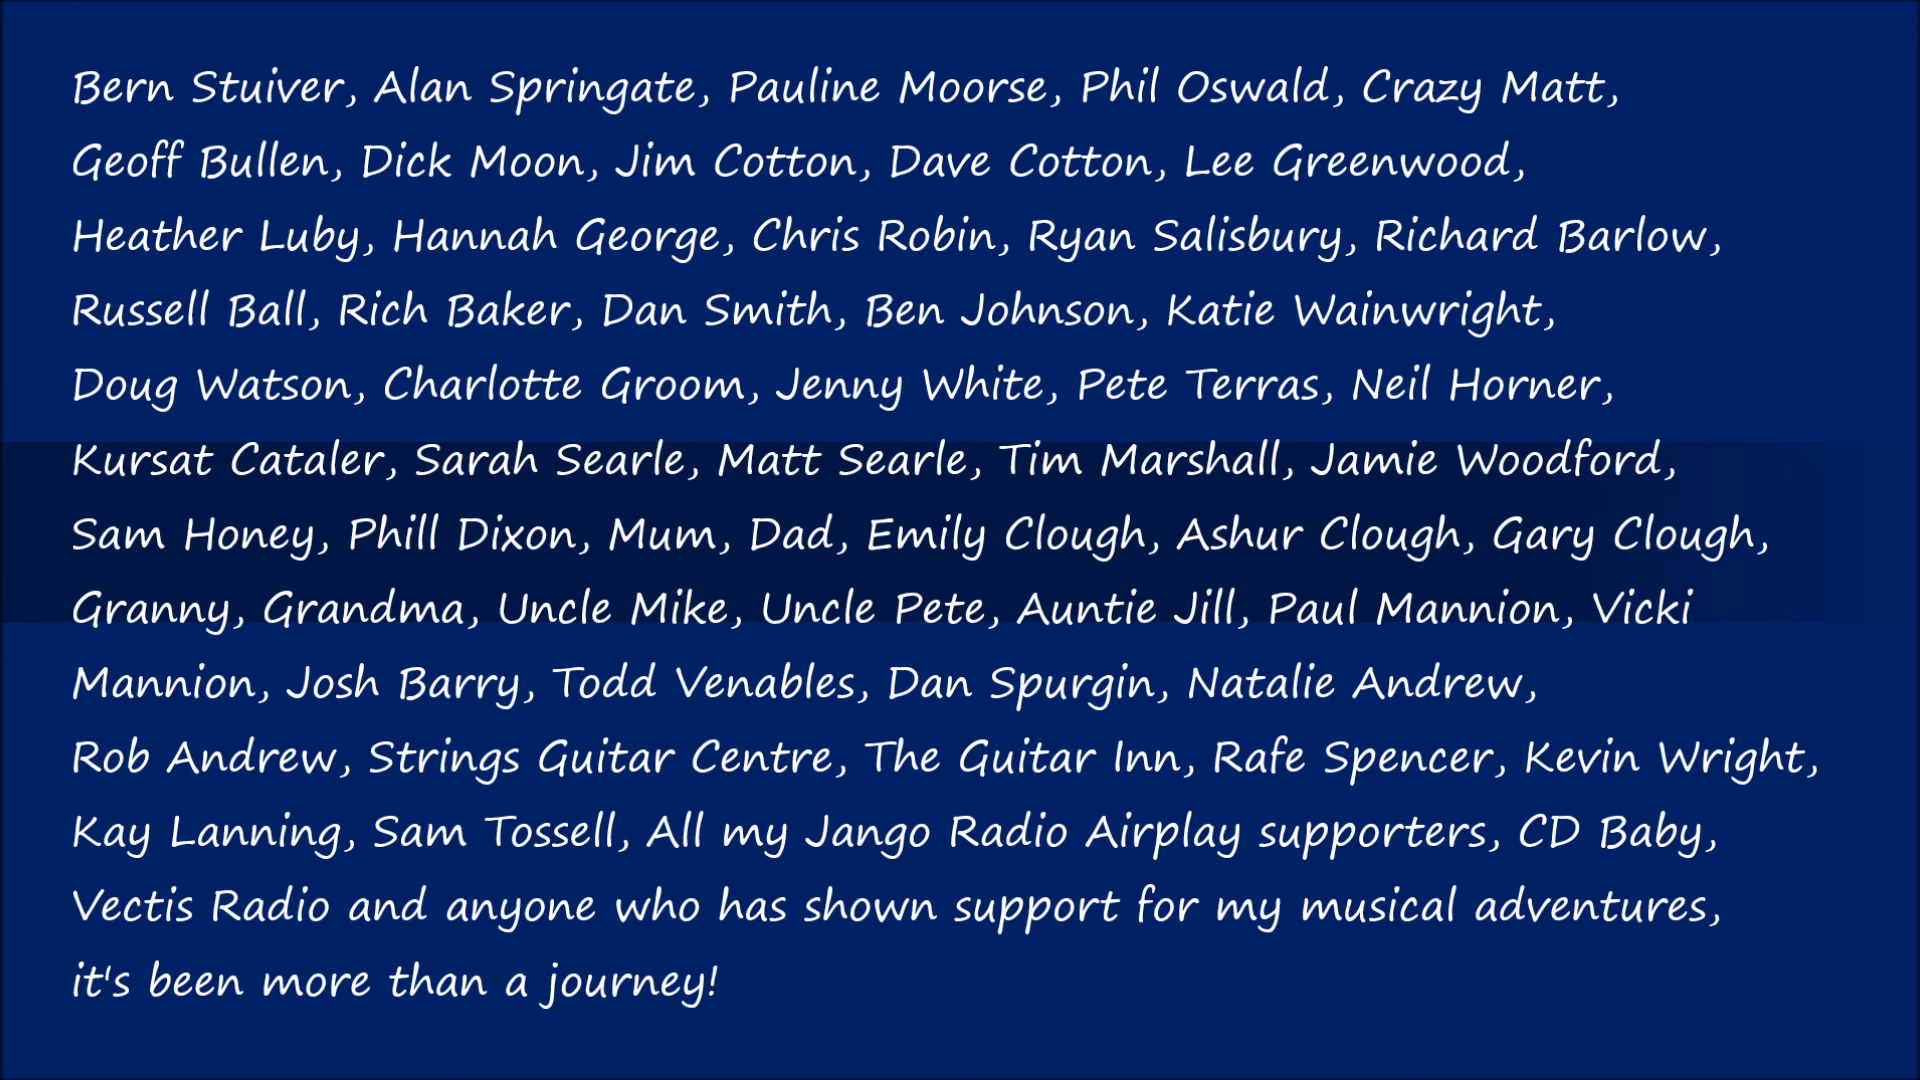 Bern Stuiver, Alan Springate, Pauline Moorse, Phil Oswald, Crazy Matt,
Geoff Bullen, Dick Moon, Jim Cotton, Dave Cotton, Lee Greenwood,
Heather Luby, Hannah George, Chris Robin, Ryan Salisbury, Richard Barlow,
Russell Ball, Rich Baker, Dan Smith, Ben Johnson, Katie Wainwright,
Doug Watson, Charlotte Groom, Jenny White, Pete Terras, Neil Horner,
Kursat Cataler, Sarah Searle, Matt Searle, Tim Marshall, Jamie Woodford,
Sam Honey, Phill Dixon, Mum, Dad, Emily Clough, Ashur Clough, Gary Clough,
Granny, Grandma, Uncle Mike, Uncle Pete, Auntie Jill, Paul Mannion, Vicki
Mannion, Josh Barry, Todd Venables, Dan Spurgin, Natalie Andrew,
Rob Andrew, Strings Guitar Centre, The Guitar Inn, Rafe Spencer, Kevin Wright,
Kay Lanning, Sam Tossell, All my Jango Radio Airplay supporters, CD Baby,
Vectis Radio and anyone who has shown support for my musical adventures,
it's been more than a journey!